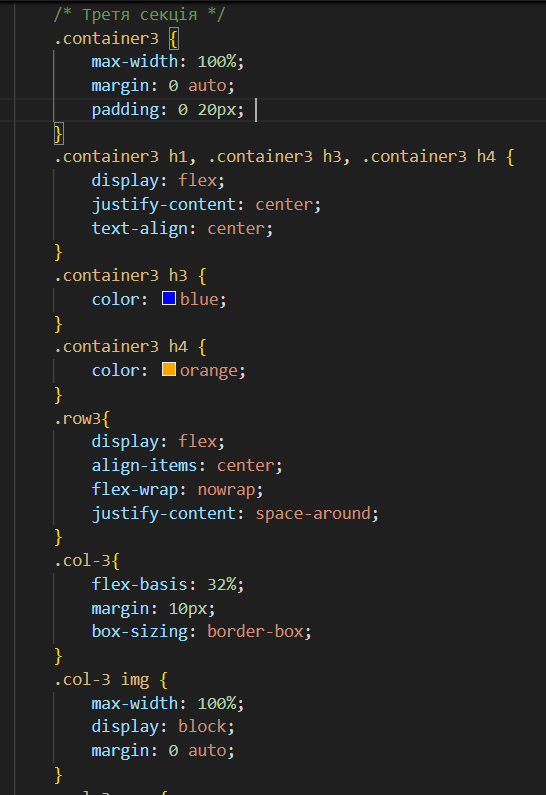 /* Третя секція */
.container3 {
    max-width: 100%;
    margin: 0 auto;
    padding: 0 20px;
}
.container3 h1, .container3 h3, .container3 h4 {
    display: flex;
    justify-content: center;
    text-align: center;
}
.container3 h3 {
    color: blue;
}
.container3 h4 {
    color: orange;
}
.row3{
    display: flex;
    align-items: center;
    flex-wrap: nowrap;
    justify-content: space-around;
}
.col-3{
    flex-basis: 32%;
    margin: 10px;
    box-sizing: border-box;
}
.col-3 img {
    max-width: 100%;
    display: block;
    margin: 0 auto;
}